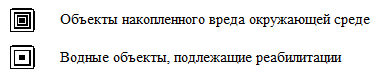 Объекты накопленного вреда окружающей среде
Водные объекты, подлежащие реабилитации